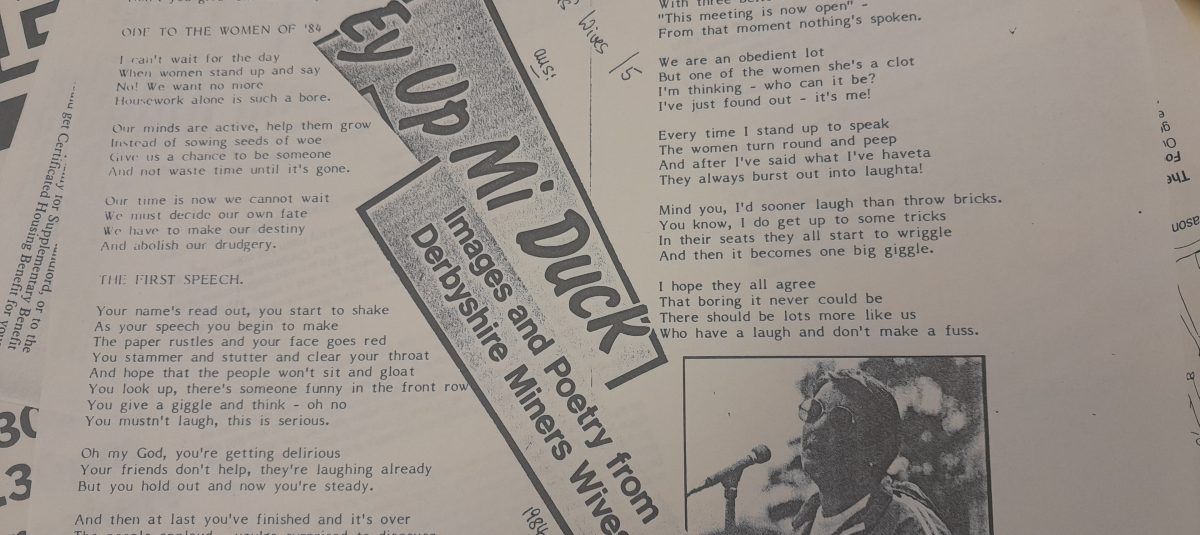 ODE TO THE WOMEN OF '84
I can't wait for the day
When women stand up and say
No! We want no more
Housework alone is such a bore.
Our minds are active, help them grow
Instead of sowing seeds of woe
Give us a chance to be someone
And not waste time until it's gone.
Our time is now we cannot wait
We must decide our own fate
We have to make our destiny
And abolish our drudgery.
THE FIRST SPEECH.
Your name's read out, you start to shake
As your speech you begin to make
The paper rustles and your face goes red
You stammer and stutter and clear your throat
And hope that the people won't sit and gloat
You look up, there's someone funny in the front row
You give a giggle and think - oh no
You mustn't laugh, this is serious.
Oh my God, you're getting delirious
Your friends don't help, they're laughing already
But you hold out and now you're steady.
And then at last you've finished and it's over
Ey Up Mi Duck
Images and Poetry from
Derbyshire Miners Wives
1984
Wives 1/5
aus:
With three
"This meeting is now open" -
From that moment nothing's spoken.
We are an obedient lot
But one of the women she's a clot
I'm thinking - who can it be?
I've just found out - it's me!
Every time I stand up to speak
The women turn round and peep
And after I've said what I've haveta
They always burst out into laughta!
Mind you, I'd sooner laugh than throw bricks.
You know, I do get up to some tricks
In their seats they all start to wriggle
And then it becomes one big giggle.
I hope they all agree
That boring it never could be
There should be lots more like us
Who have a laugh and don't make a fuss.
for Supplementary Benefit
get Certificated Housing Benefit for
or to the
The
Fo
ason